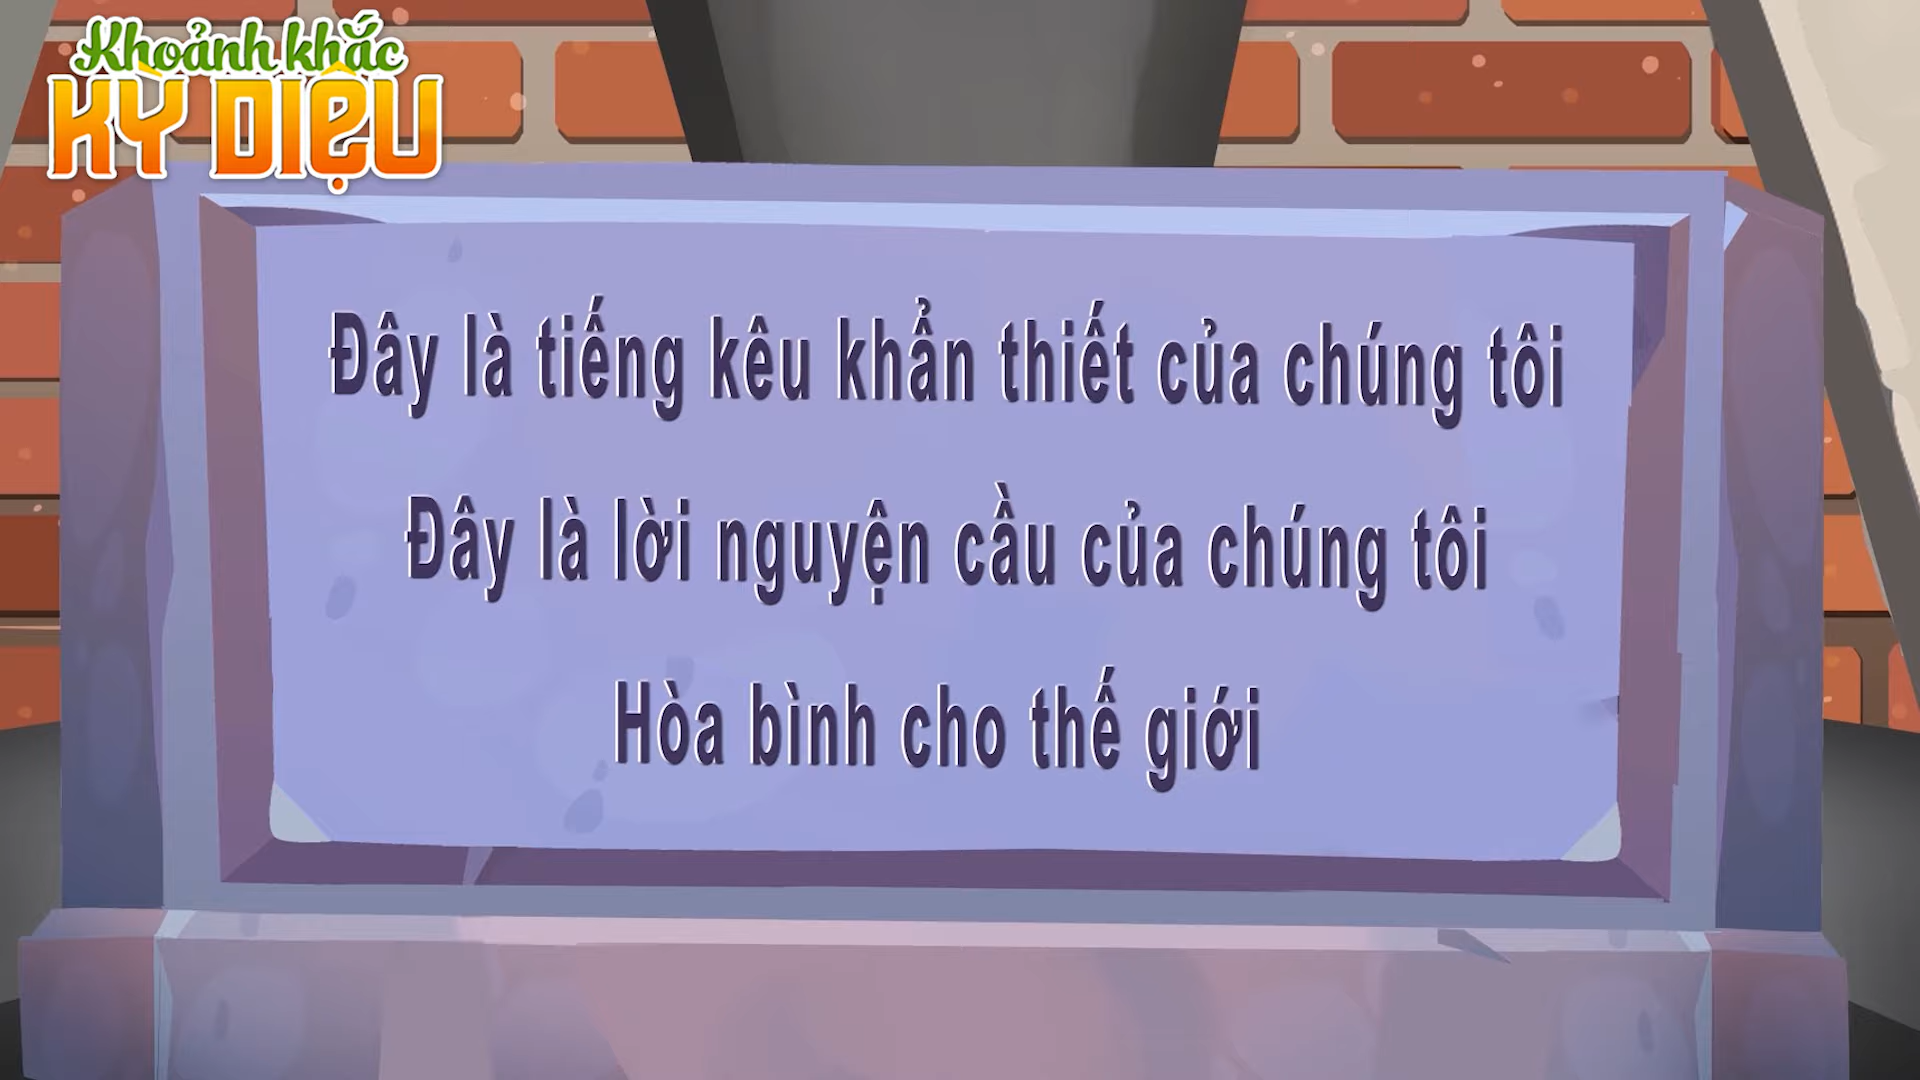 Khoảnh khắc
KỲ DIỆU
Đây là tiếng kêu khẩn thiết của chúng tôi
Đây là lời nguyện cầu của chúng tôi
Hòa bình cho thế giới